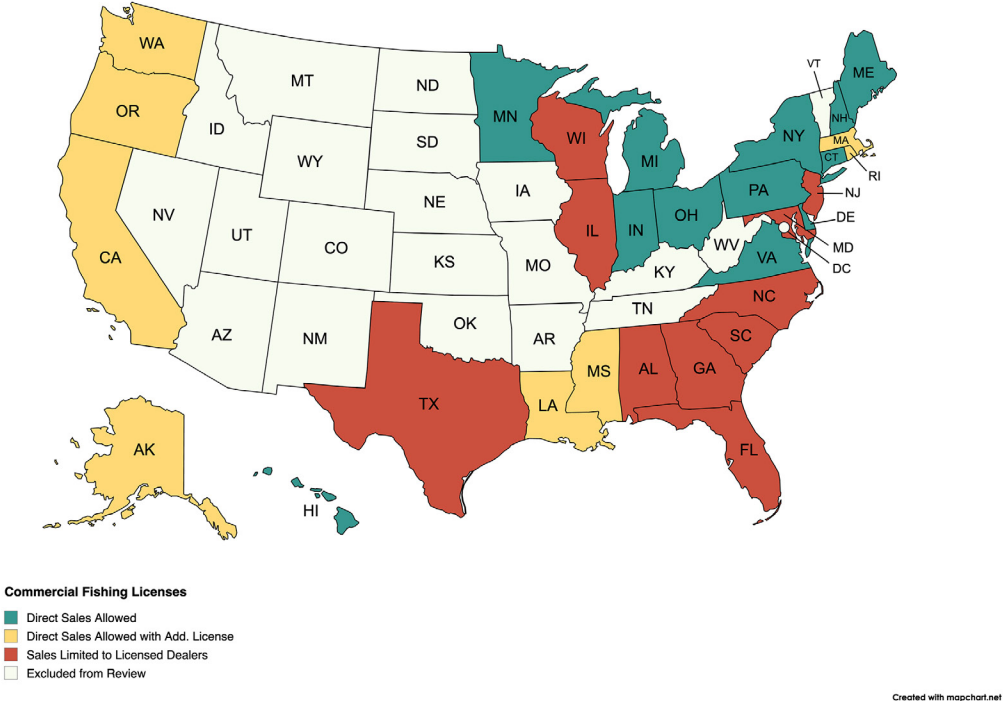 WA
MT
ND
MN
VT
ME
OR
ID
SD
WI
MI
NH
NY
MA
CT
RI
WY
IA
PA
NJ
NV
NE
IL
IN
OH
DE
UT
CO
CA
KS
MO
WV
VA
MD
DC
KY
NC
TN
AZ
NM
OK
AR
SC
MS
AL
GA
TX
LA
FL
AK
HI
Commercial Fishing Licenses
Direct Sales Allowed
Direct Sales Allowed with Add. License
Sales Limited to Licensed Dealers
Excluded from Review
Created with mapchart.net